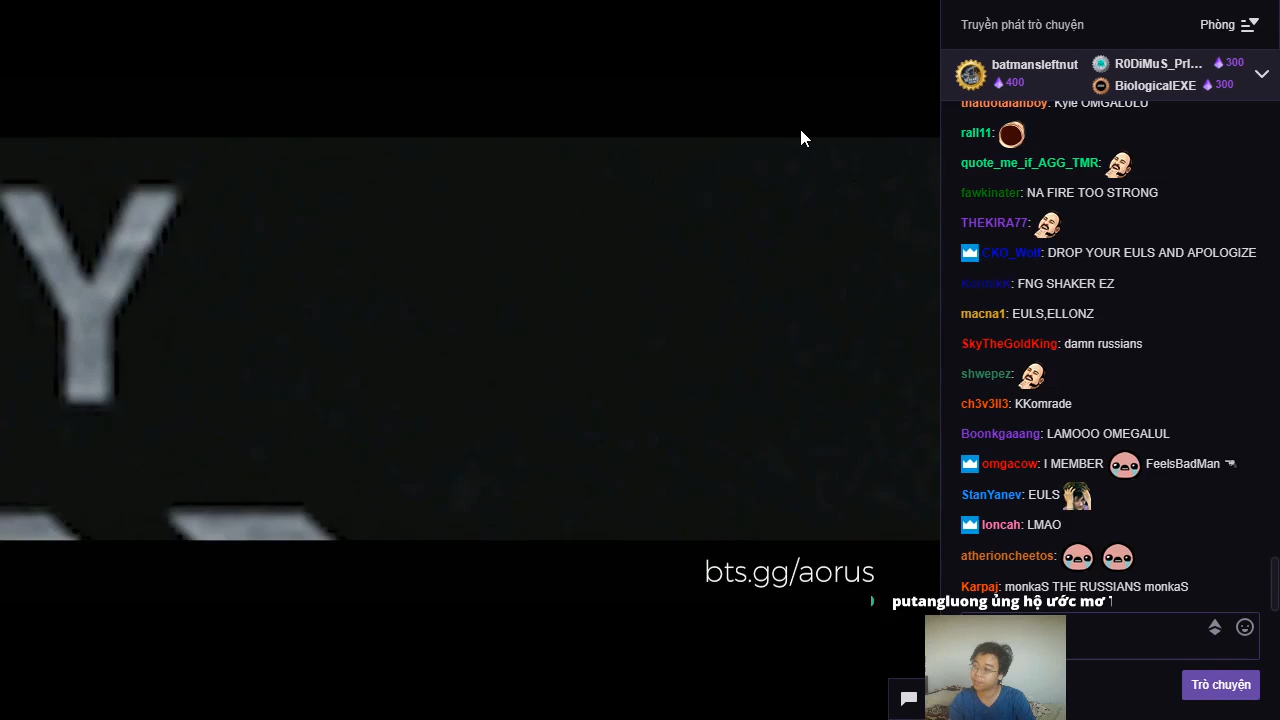 Truyền phát trò chuyện
Phòng
batmansleftnut
400
R0DiMuS_PrI...
300
BiologicalEXE
300
thatdotafanboy: Kyle OMGALULU
rall11:
quote_me_if_AGG_TMR:
fawkinater: NA FIRE TOO STRONG
THEKIRA77:
CKO_Wolf: DROP YOUR EULS AND APOLOGIZE
: FNG SHAKER EZ
macna1: EULS,ELLONZ
SkyTheGoldKing: damn russians
shwepez:
ch3v3ll3: KKomrade
Boonkgaaang: LAMOOO OMEGALUL
omgacow: I MEMBER FeelsBadMan
StanYanev: EULS
loncah: LMAO
atherioncheetos:
Karpaj: monkaS THE RUSSIANS monkaS
Y
bts.gg/aorus
putangluong ủng hộ ước mơ
Trò chuyện